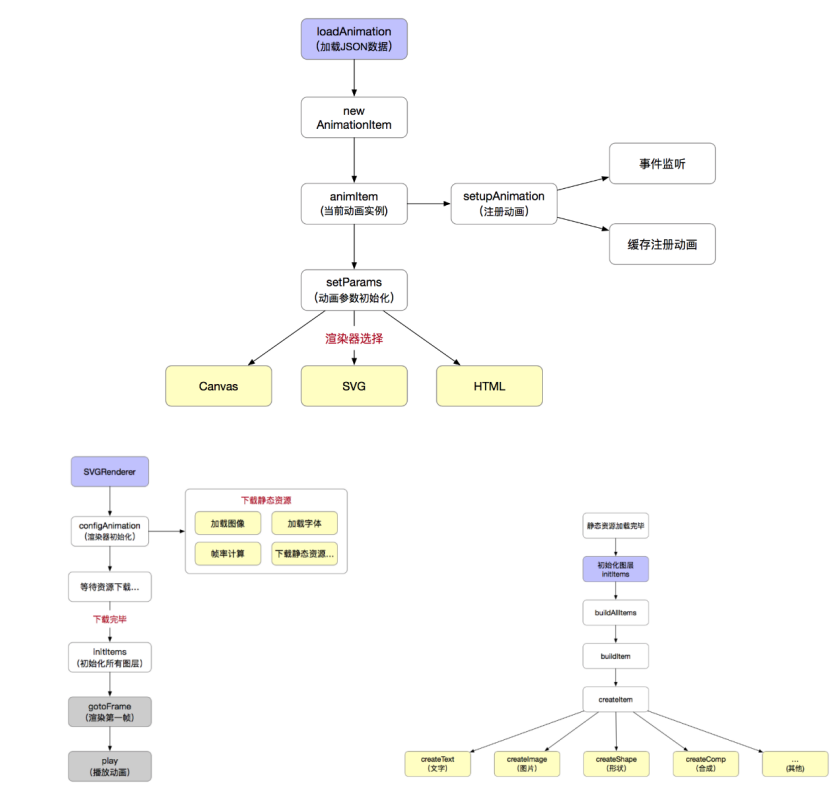 loadAnimation
(加载JSON数据)
new
AnimationItem
animItem
(当前动画实例)
setupAnimation
(注册动画)
事件监听
缓存注册动画
setParams
(动画参数初始化)
渲染器选择
Canvas
SVG
HTML
SVGRenderer
configAnimation
(渲染器初始化)
下载静态资源
加载图像
加载字体
帧率计算
下载静态资源...
等待资源下载...
下载完毕
initItems
(初始化所有图层)
gotoFrame
(渲染第一帧)
play
(播放动画)
静态资源加载完毕
初始化图层
initItems
buildAllItems
buildItem
createItem
createText
(文字)
createImage
(图片)
createShape
(形状)
createComp
(合成)
...
(其他)